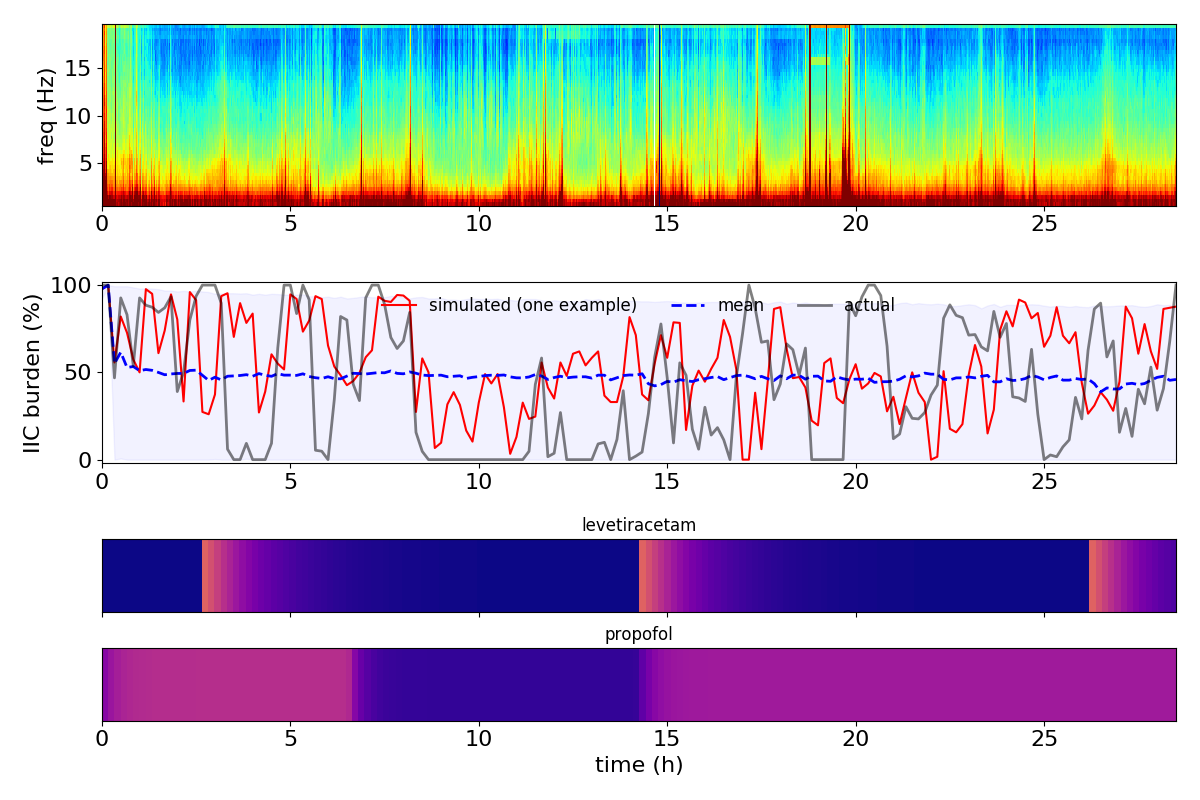 freq (Hz)
15
10
5
0 5 10 15 20 25
IIC burden (%)
100
50
0
simulated (one example) mean actual
0 5 10 15 20 25
levetiracetam
propofol
0 5 10 15 20 25
time (h)